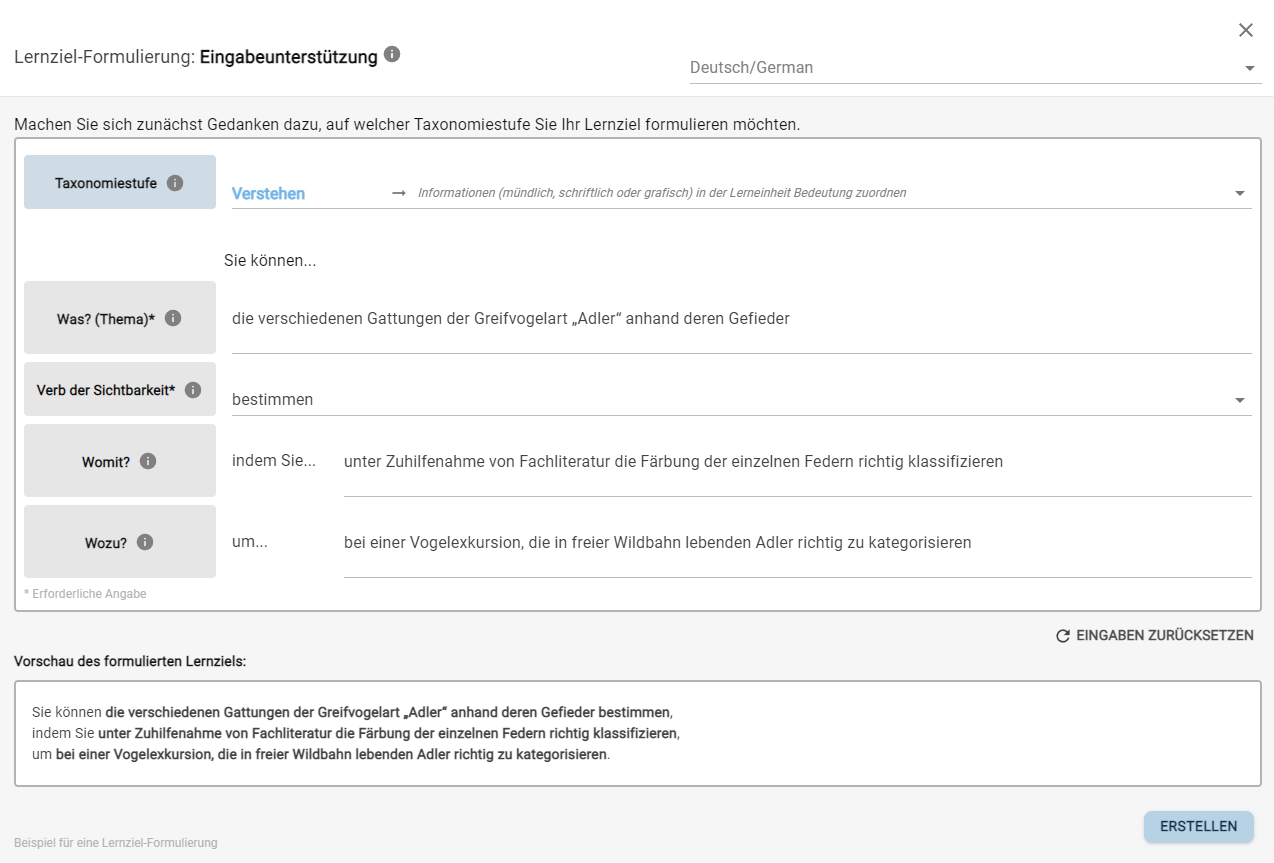 Lernziel-Formulierung: Eingabeunterstützung
Deutsch/German
Machen Sie sich zunächst Gedanken dazu, auf welcher Taxonomiestufe Sie Ihr Lernziel formulieren möchten.
Taxonomiestufe
Verstehen → Informationen (mündlich, schriftlich oder grafisch) in der Lerneinheit Bedeutung zuordnen
Sie können...
Was? (Thema)* die verschiedenen Gattungen der Greifvogelart „Adler“ anhand deren Gefieder
Verb der Sichtbarkeit* bestimmen
Womit? indem Sie... unter Zuhilfenahme von Fachliteratur die Färbung der einzelnen Federn richtig klassifizieren
Wozu? um... bei einer Vogelexkursion, die in freier Wildbahn lebenden Adler richtig zu kategorisieren
* Erforderliche Angabe
EINGABEN ZURÜCKSETZEN
Vorschau des formulierten Lernziels:
Sie können die verschiedenen Gattungen der Greifvogelart „Adler“ anhand deren Gefieder bestimmen,
indem Sie unter Zuhilfenahme von Fachliteratur die Färbung der einzelnen Federn richtig klassifizieren,
um bei einer Vogelexkursion, die in freier Wildbahn lebenden Adler richtig zu kategorisieren.
ERSTELLEN
Beispiel für eine Lernziel-Formulierung